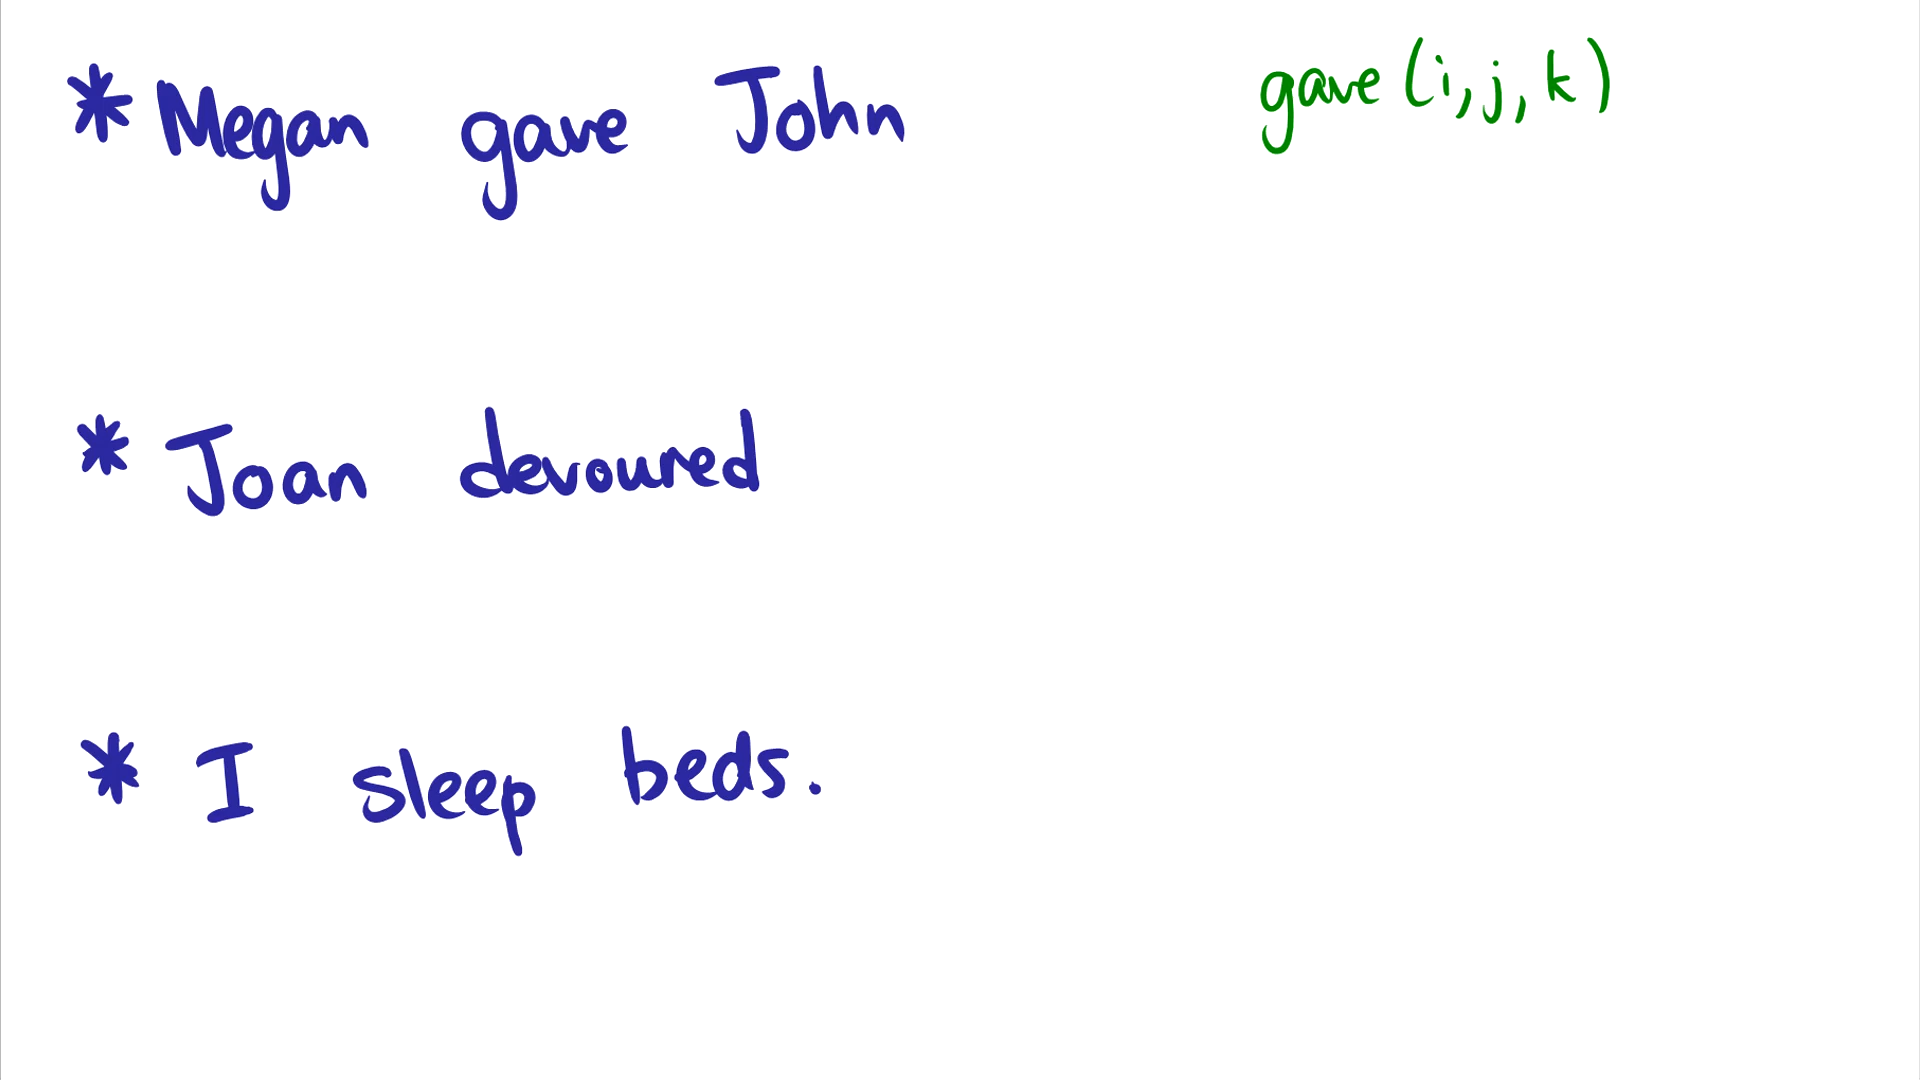 * Megan gave John gave (i, j, k)
* Joan devoured
* I sleep beds.